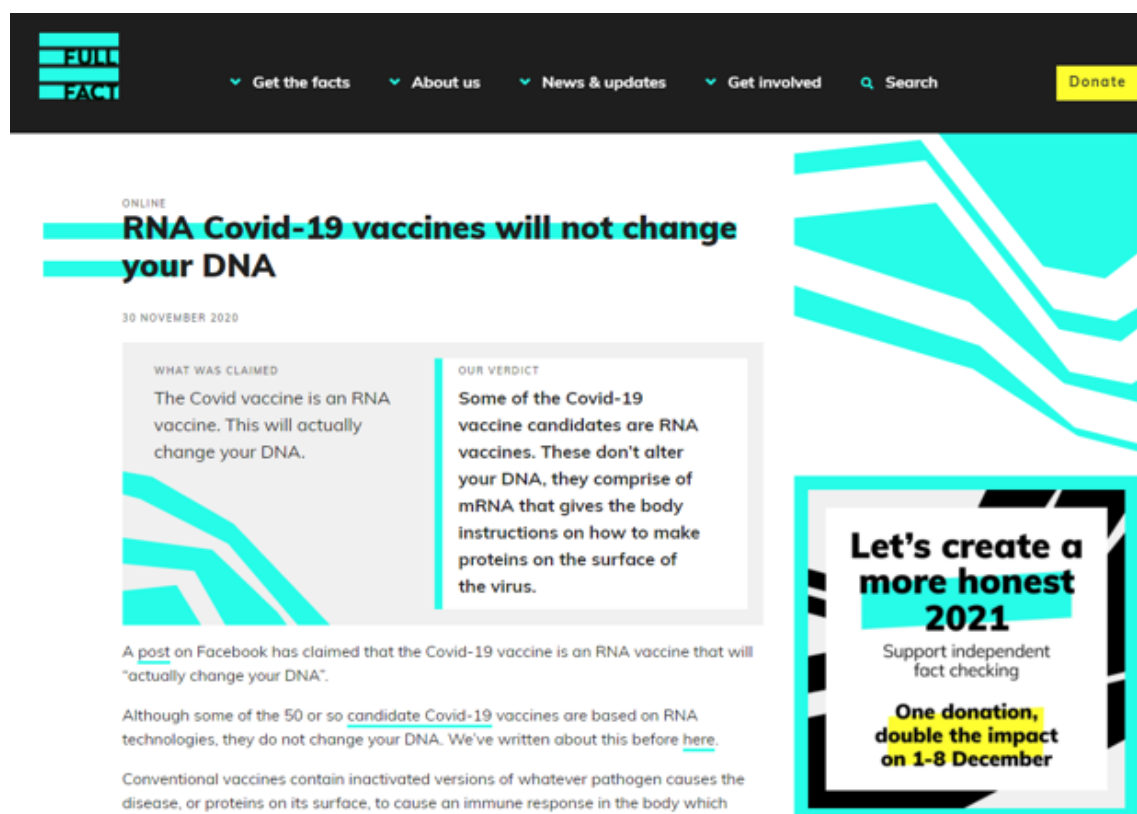 FULL
FACT
Get the facts
About us
News & updates
Get involved
Search
Donate
ONLINE
RNA Covid-19 vaccines will not change
your DNA
30 NOVEMBER 2020
WHAT WAS CLAIMED
The Covid vaccine is an RNA
vaccine. This will actually
change your DNA.
OUR VERDICT
Some of the Covid-19
vaccine candidates are RNA
vaccines. These don't alter
your DNA, they comprise of
mRNA that gives the body
instructions on how to make
proteins on the surface of
the virus.
A post on Facebook has claimed that the Covid-19 vaccine is an RNA vaccine that will
“actually change your DNA”.
Although some of the 50 or so candidate Covid-19 vaccines are based on RNA
technologies, they do not change your DNA. We've written about this before here.
Conventional vaccines contain inactivated versions of whatever pathogen causes the
disease, or proteins on its surface, to cause an immune response in the body which
Let's create a
more honest
2021
Support independent
fact checking
One donation,
double the impact
on 1-8 December